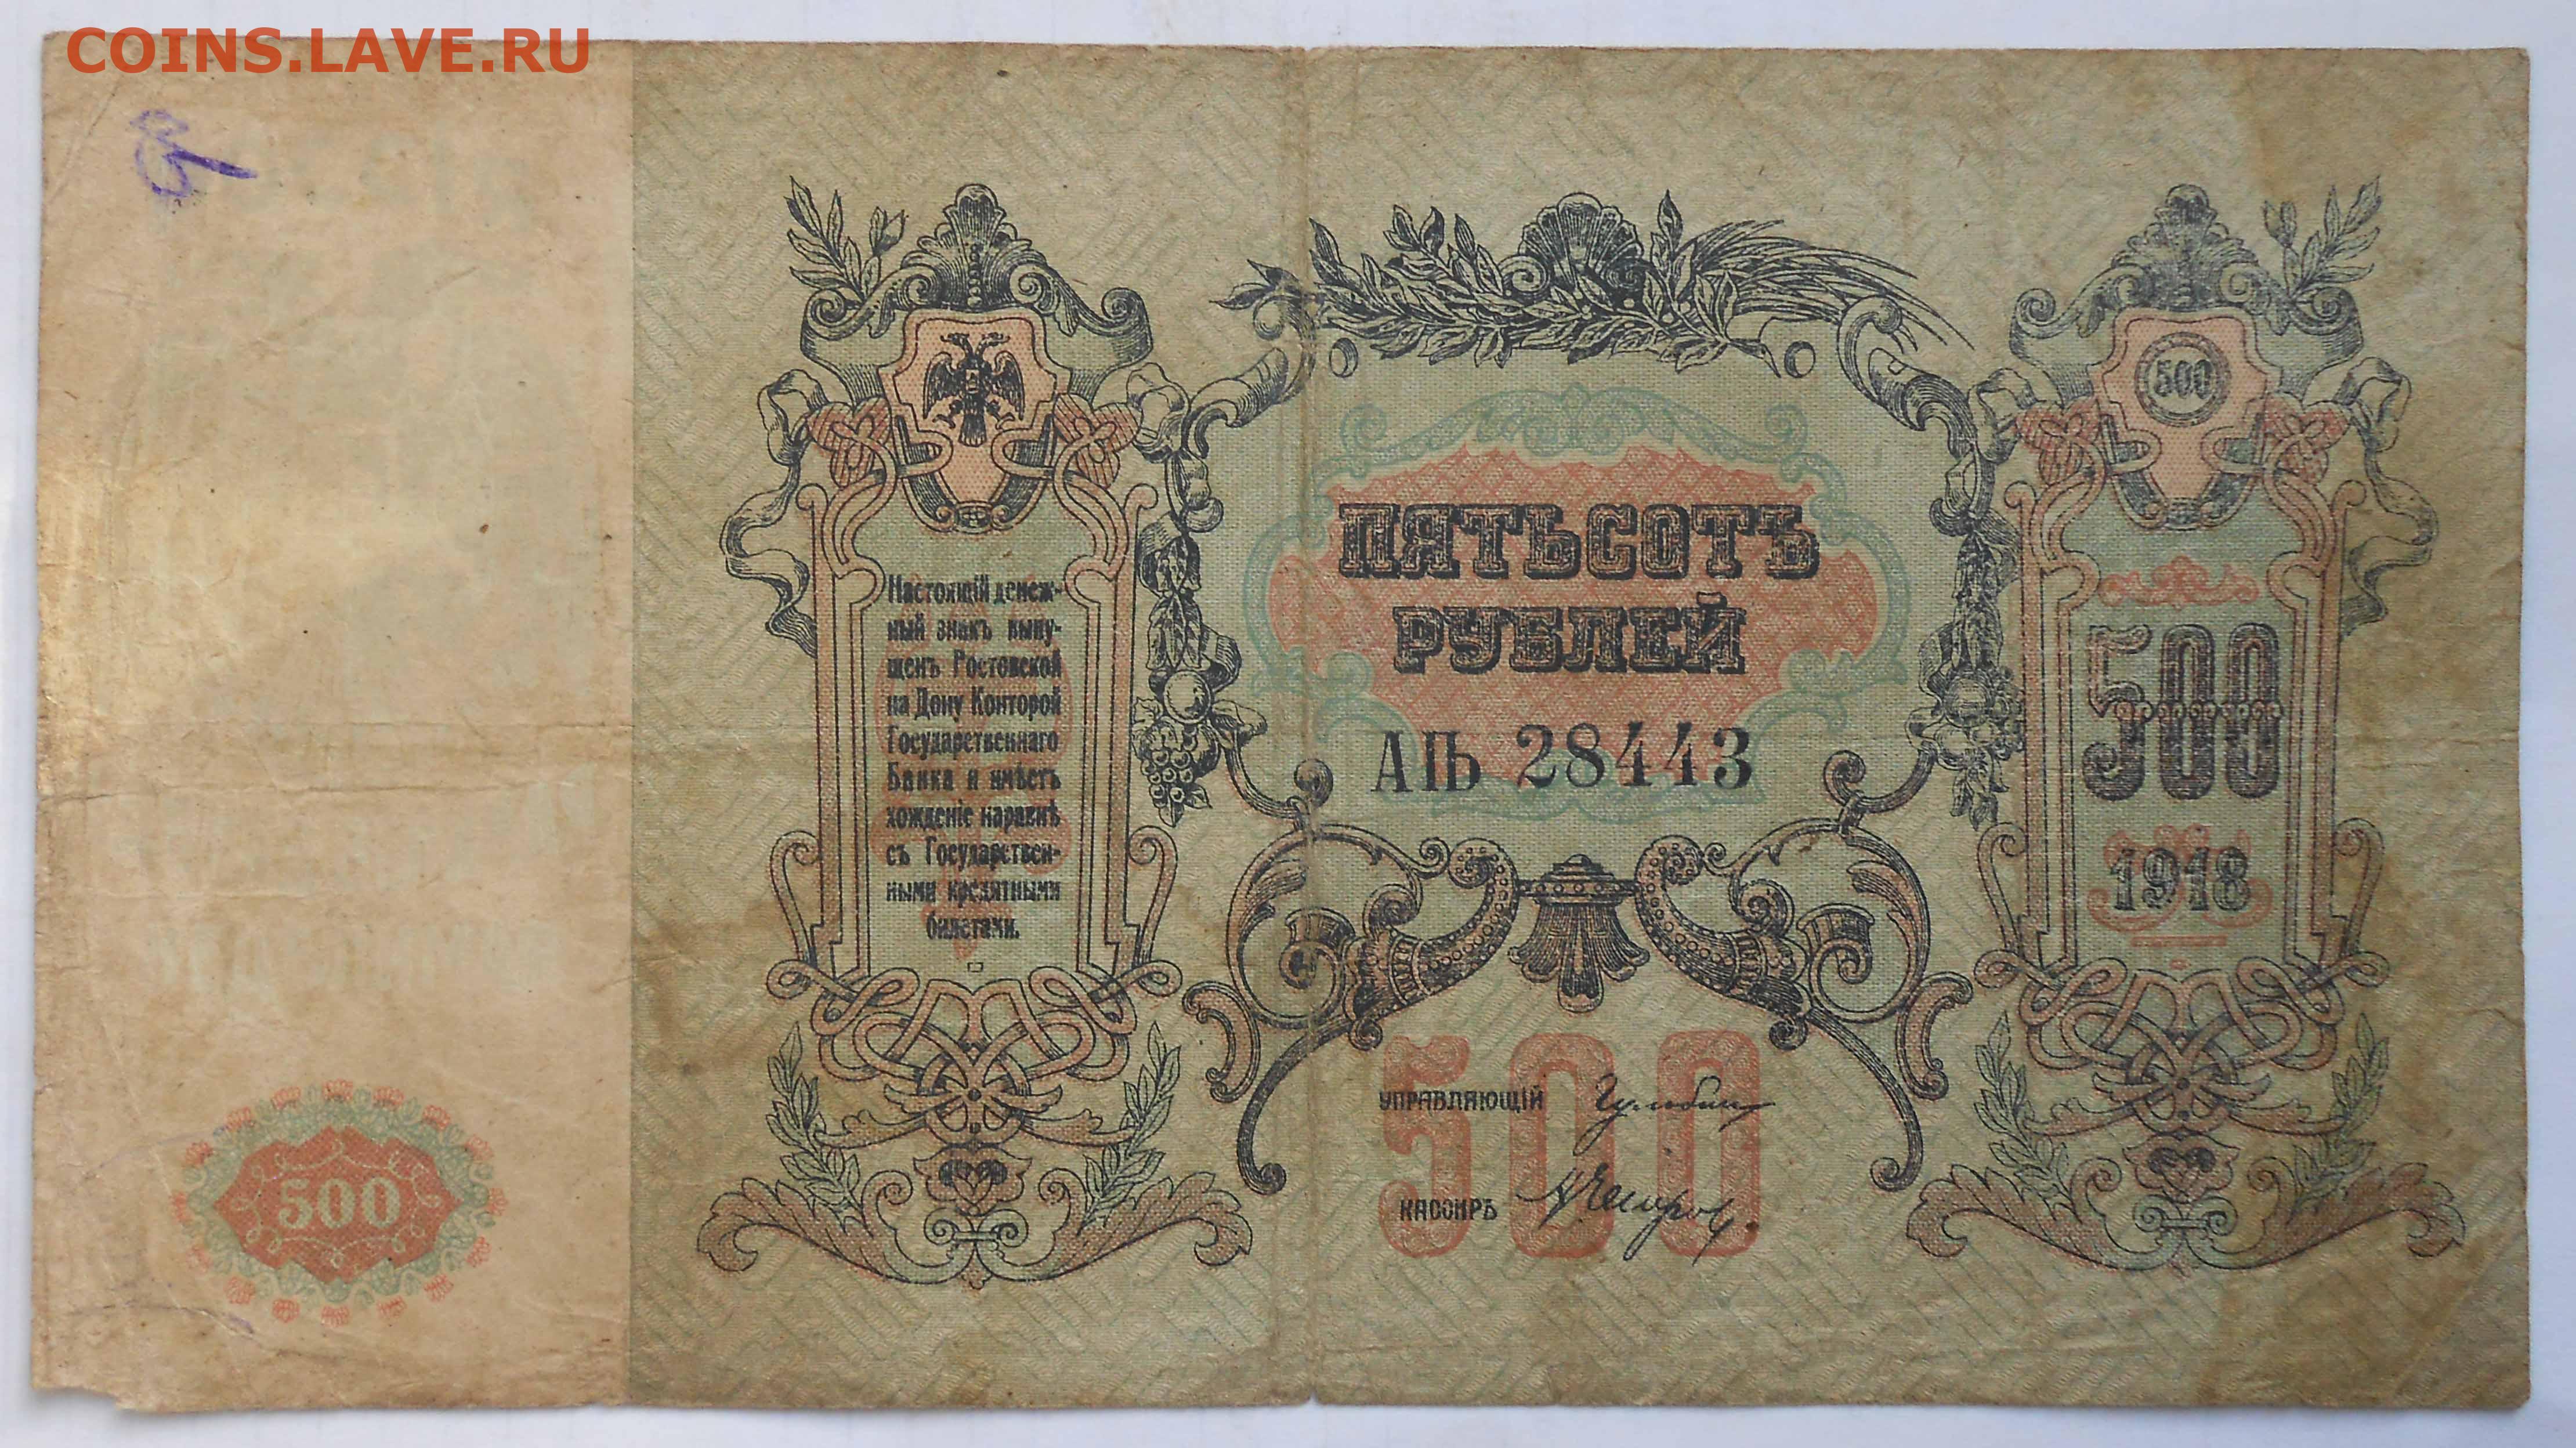 COINS.LAVE.RU
500
Настоящій денеж-
ный знакъ выпу-
щенъ Ростовской
на Дону Конторой
Государственнаго
Банка и имѣетъ
хожденіе наравнѣ
съ Государствен-
ными кредитными
билетами.
ПЯТЬСОТЪ
РУБЛЕЙ
АПЬ 28443
500
УПРАВЛЯЮЩІЙ
КАССИРЪ
500
500
1918